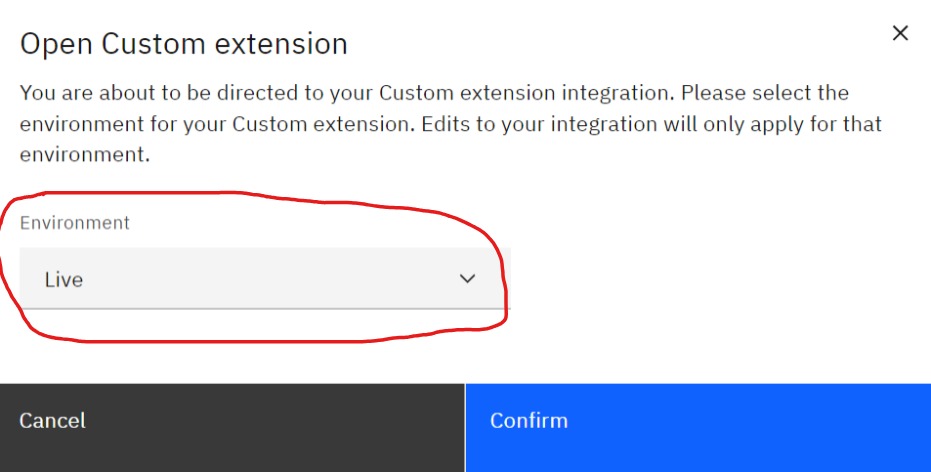 Open Custom extension
You are about to be directed to your Custom extension integration. Please select the
environment for your Custom extension. Edits to your integration will only apply for that
environment.
Environment
Live
Cancel
Confirm